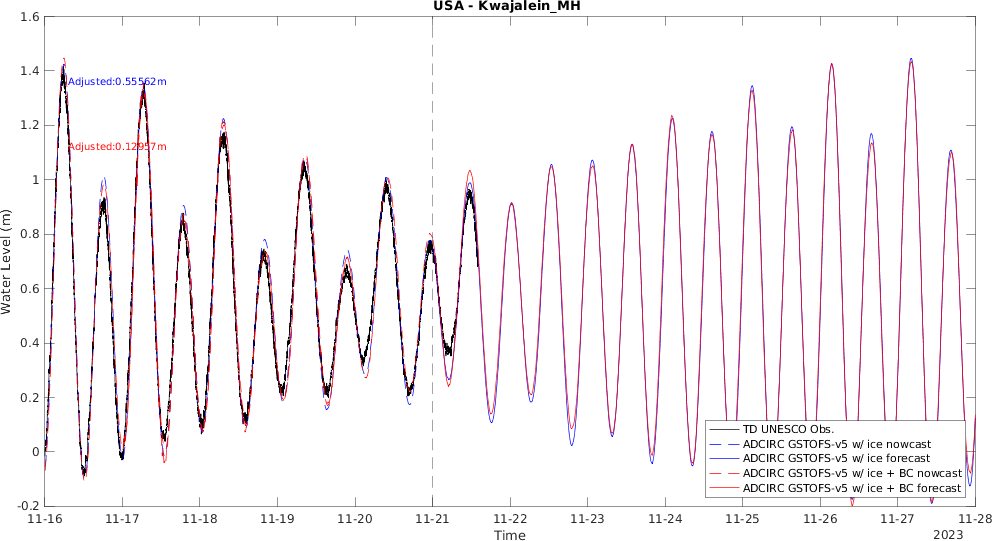 USA - Kwajalein_MH
1.6
1.4
1.2
1
0.8
0.6
0.4
0.2
0
-0.2
Water Level (m)
Adjusted:0.55562m
Adjusted:0.12957m
TD UNESCO Obs.
ADCIRC GSTOFS-v5 w/ ice nowcast
ADCIRC GSTOFS-v5 w/ ice forecast
ADCIRC GSTOFS-v5 w/ ice + BC nowcast
ADCIRC GSTOFS-v5 w/ ice + BC forecast
11-16 11-17 11-18 11-19 11-20 11-21 11-22 11-23 11-24 11-25 11-26 11-27 11-28
Time
2023